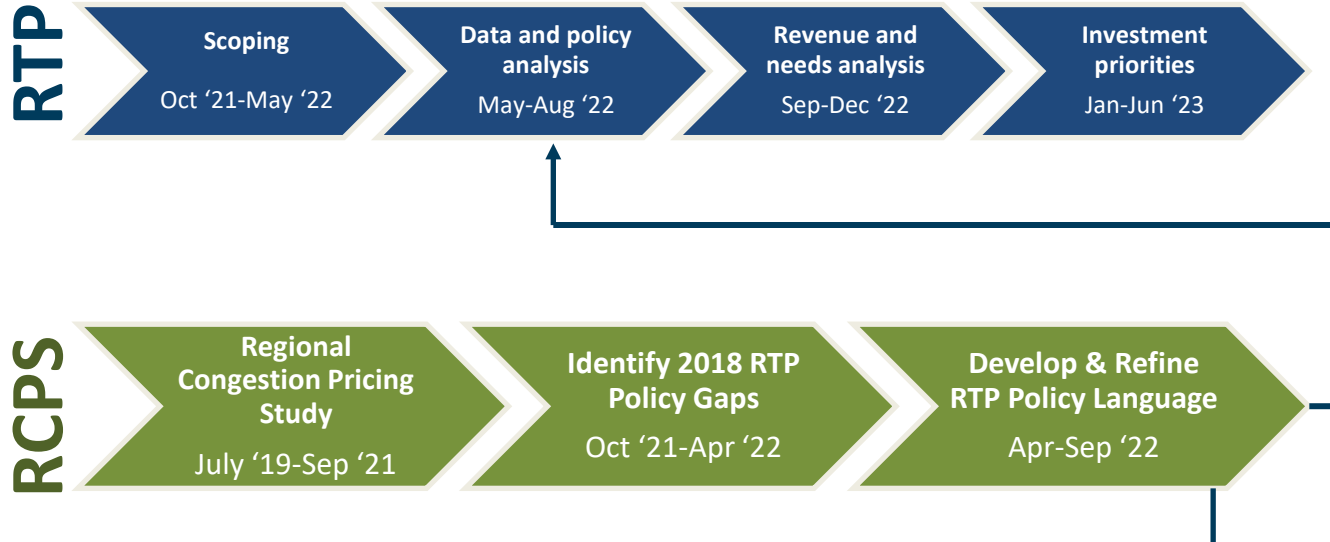 RTP
Scoping
Oct ‘21-May ‘22
Data and policy
analysis
May-Aug ‘22
Revenue and
needs analysis
Sep-Dec ‘22
Investment
priorities
Jan-Jun ‘23
RCPS
Regional
Congestion Pricing
Study
July ‘19-Sep ‘21
Identify 2018 RTP
Policy Gaps
Oct ‘21-Apr ‘22
Develop & Refine
RTP Policy Language
Apr-Sep ‘22